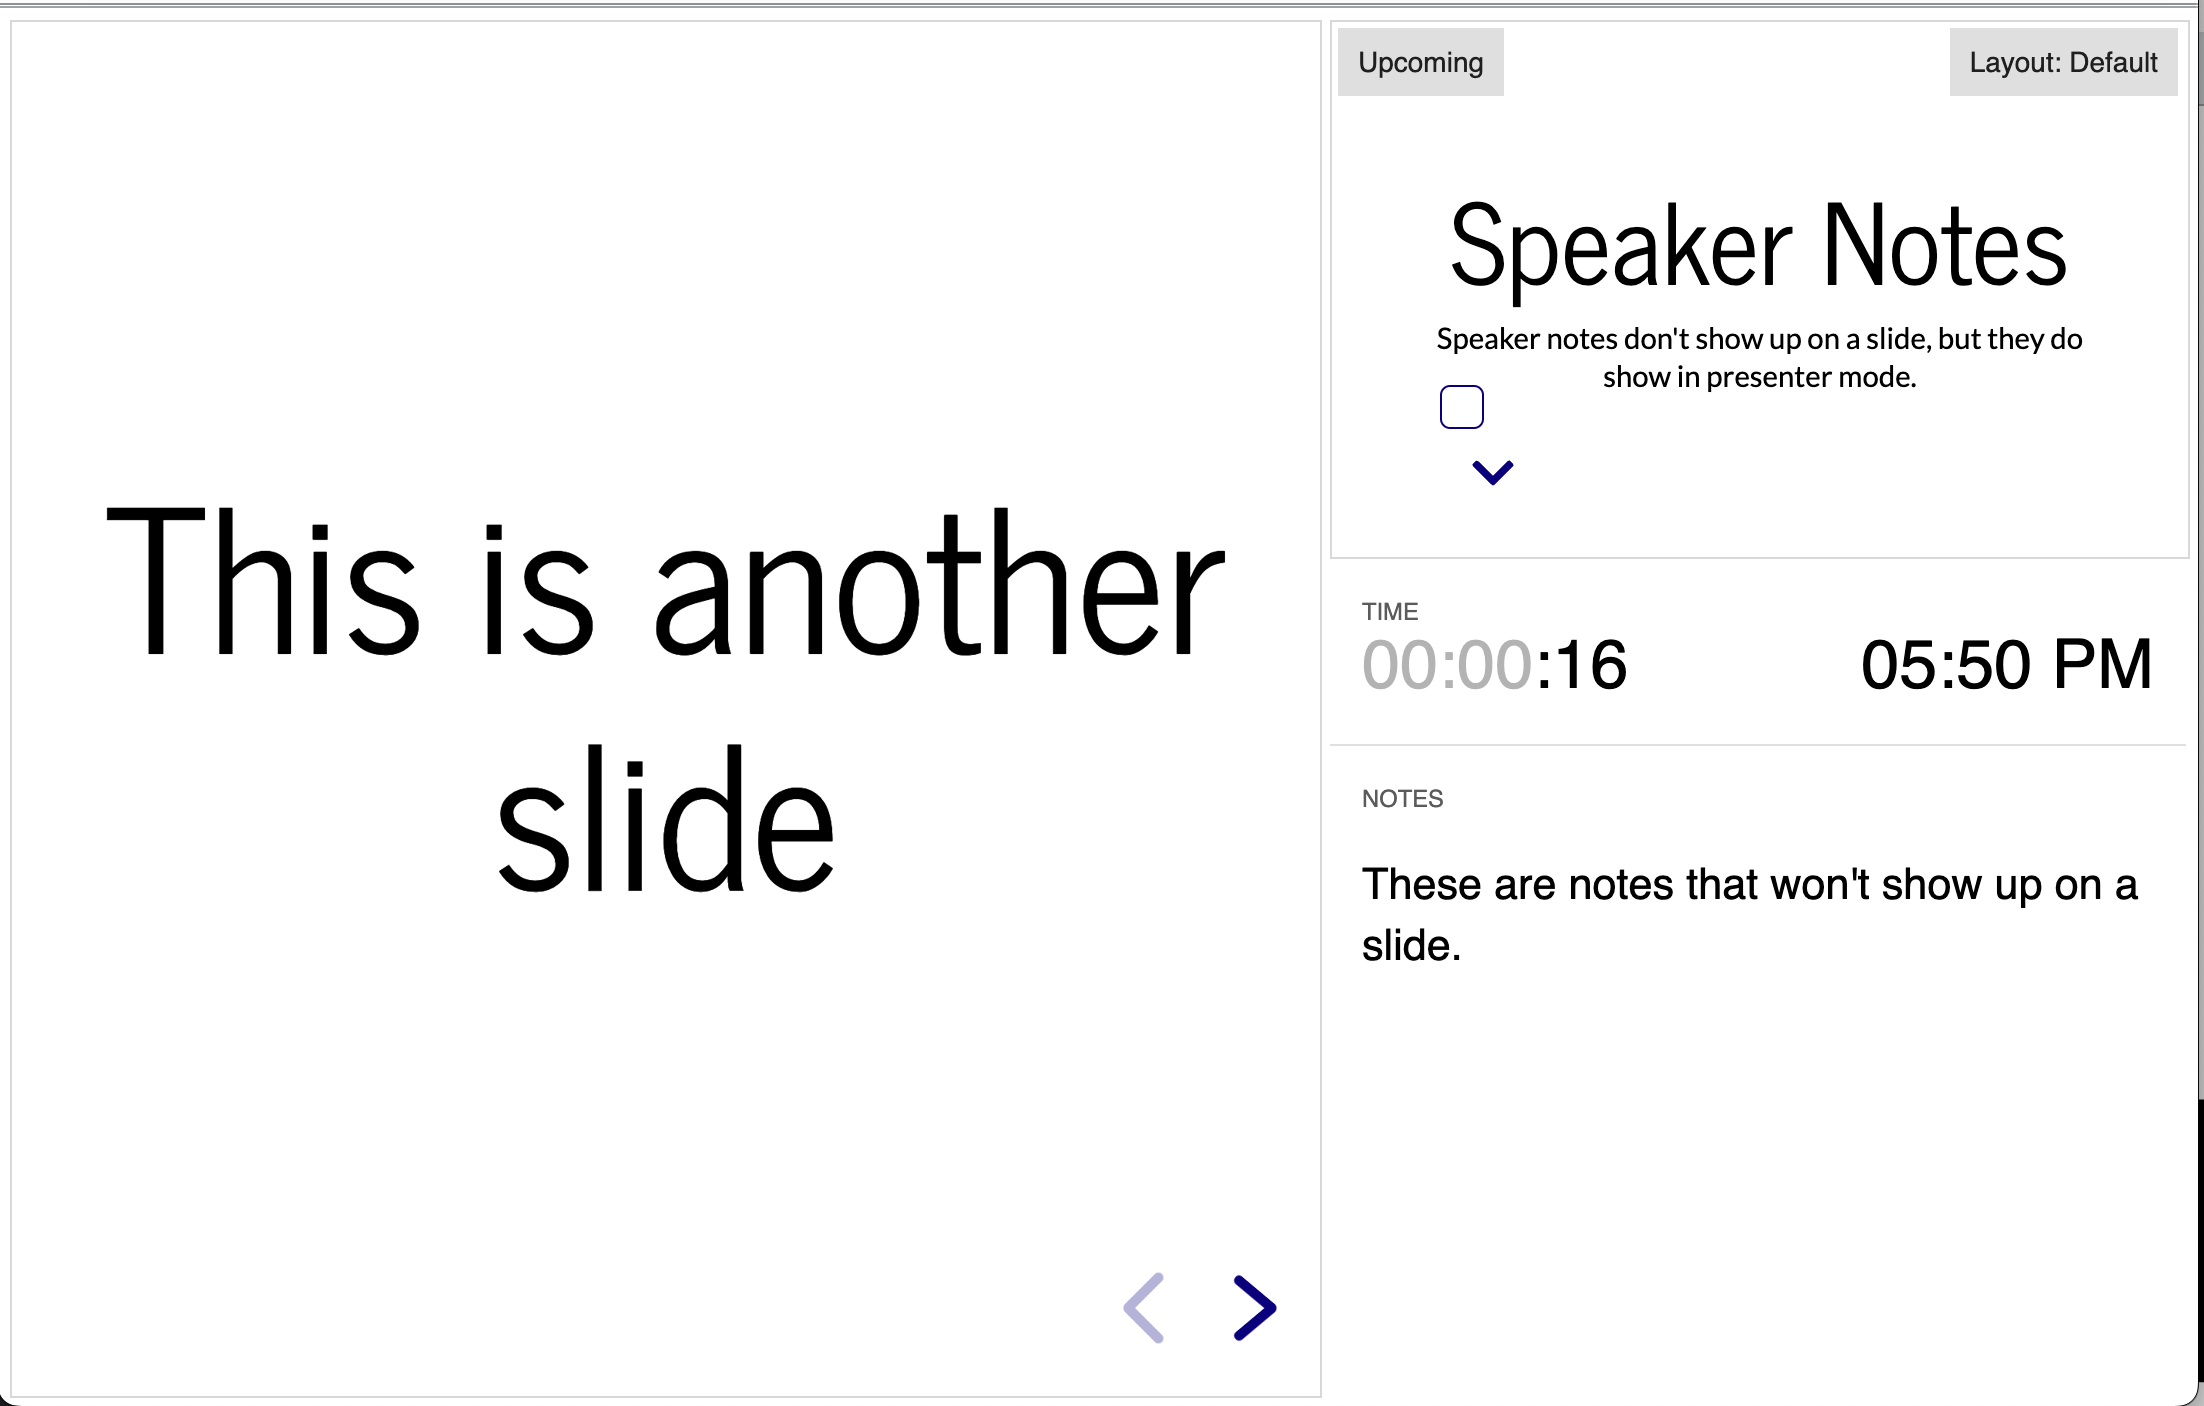 This is another
slide
Upcoming
Layout: Default
Speaker Notes
Speaker notes don't show up on a slide, but they do
show in presenter mode.
TIME
00:00:16
05:50 PM
NOTES
These are notes that won't show up on a
slide.